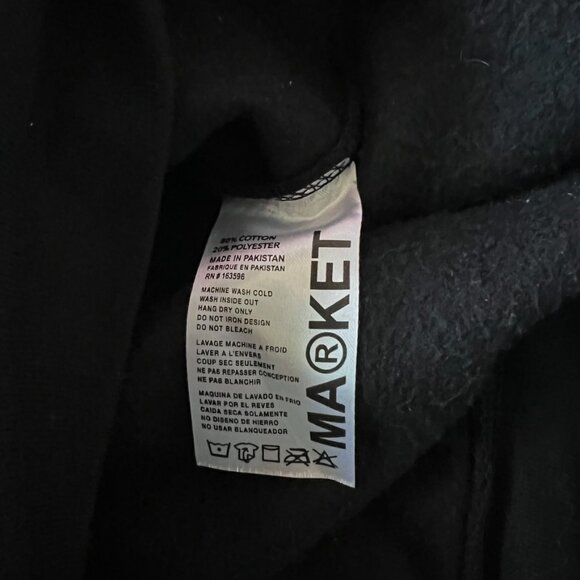 80% COTTON
20% POLYESTER
MADE IN PAKISTAN
FABRIQUE EN PAKISTAN
RN# 163596
MACHINE WASH COLD
WASH INSIDE OUT
HANG DRY ONLY
DO NOT IRON DESIGN
DO NOT BLEACH
LAVAGE MACHINE A FROID
LAVER A L'ENVERS
COUP SEC SEULEMENT
NE PAS REPASSER CONCEPTION
NE PAS BLANCHIR
MAQUINA DE LAVADO EN FRIO
LAVAR POR EL REVES
CAIDA SECA SOLAMENTE
NO DISENO DE HIERRO
NO USAR BLANQUEADOR
MA®KET